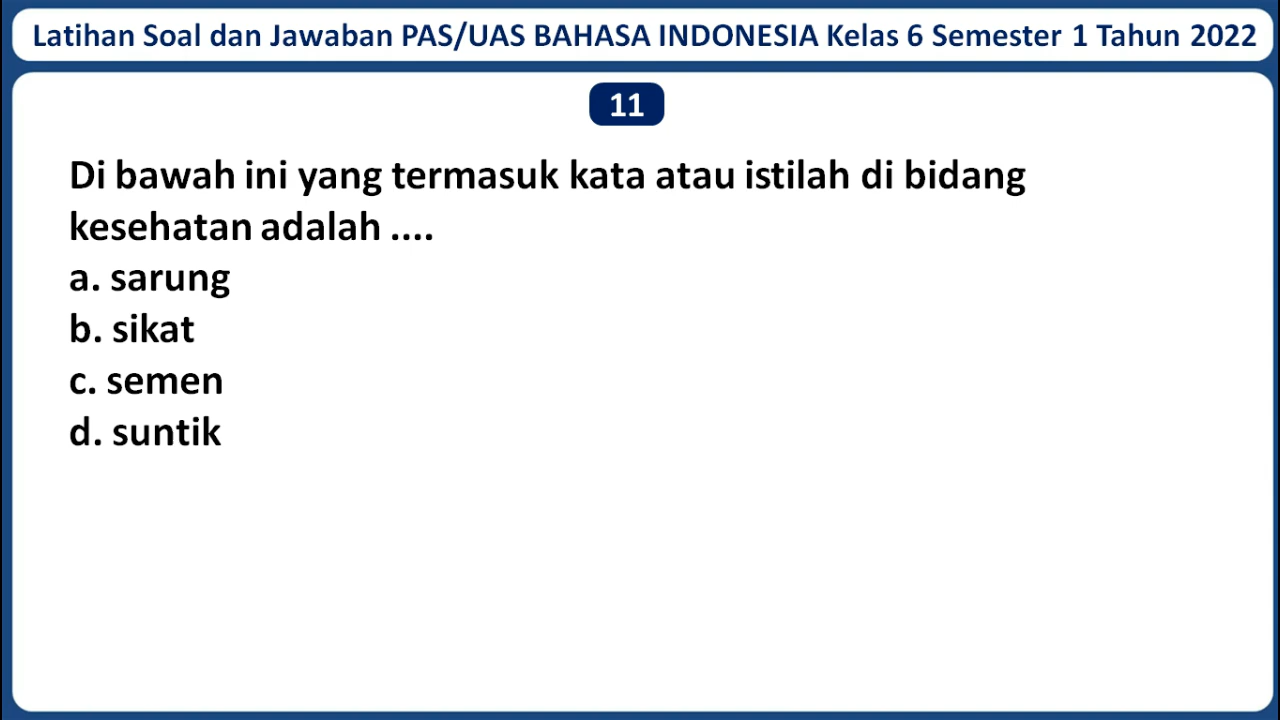 Latihan Soal dan Jawaban PAS/UAS BAHASA INDONESIA Kelas 6 Semester 1 Tahun 2022
11
Di bawah ini yang termasuk kata atau istilah di bidang
kesehatan adalah ....
a. sarung
b. sikat
c. semen
d. suntik